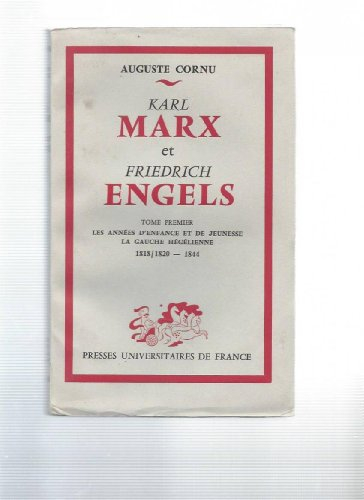 AUGUSTE CORNU
KARL
MARX
et
FRIEDRICH
ENGELS
TOME PREMIER
LES ANNÉES D'ENFANCE ET DE JEUNESSE
LA GAUCHE HÉGÉLIENNE
1818/1820 — 1844
PRESSES UNIVERSITAIRES DE FRANCE